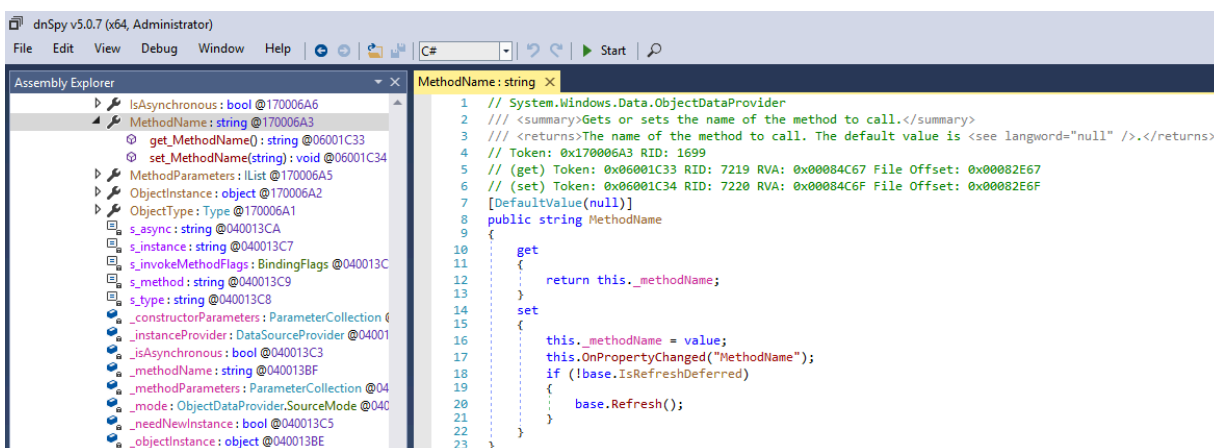 dnSpy v5.0.7 (x64, Administrator)
File Edit View Debug Window Help C# Start
Assembly Explorer
IsAsynchronous : bool @170006A6
MethodName : string @170006A3
get_MethodName() : string @06001C33
set_MethodName(string) : void @06001C34
MethodParameters : IList @170006A5
ObjectInstance : object @170006A2
ObjectType : Type @170006A1
s_async : string @040013CA
s_instance : string @040013C7
s_invokeMethodFlags : BindingFlags @040013C
s_method : string @040013C9
s_type : string @040013C8
_constructorParameters : ParameterCollection (
_instanceProvider : DataSourceProvider @04001
_isAsynchronous : bool @040013C3
_methodName : string @040013BF
_methodParameters : ParameterCollection @04
_mode : ObjectDataProvider.SourceMode @040
_needNewInstance : bool @040013C5
_objectInstance : object @040013BE
MethodName : string
1 // System.Windows.Data.ObjectDataProvider
2 /// <summary>Gets or sets the name of the method to call.</summary>
3 /// <returns>The name of the method to call. The default value is <see langword="null" />.</returns>
4 // Token: 0x170006A3 RID: 1699
5 // (get) Token: 0x06001C33 RID: 7219 RVA: 0x00084C67 File Offset: 0x00082E67
6 // (set) Token: 0x06001C34 RID: 7220 RVA: 0x00084C6F File Offset: 0x00082E6F
7 [DefaultValue(null)]
8 public string MethodName
9 {
10 get
11 {
12 return this._methodName;
13 }
14 set
15 {
16 this._methodName = value;
17 this.OnPropertyChanged("MethodName");
18 if (!base.IsRefreshDeferred)
19 {
20 base.Refresh();
21 }
22 }
23 }